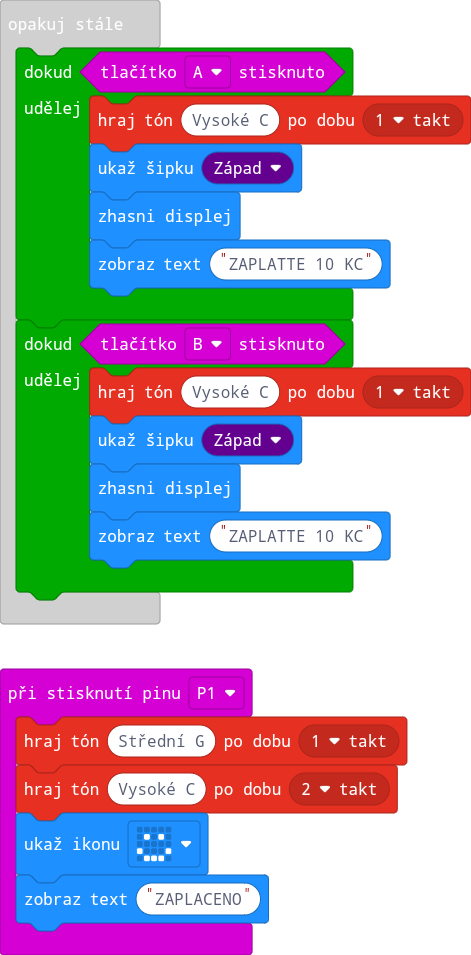 opakuj stále
dokud tlačítko A stisknuto
udělej
hraj tón Vysoké C po dobu 1 takt
ukaž šipku Západ
zhasni displej
zobraz text "ZAPLATTE 10 KC"
dokud tlačítko B stisknuto
udělej
hraj tón Vysoké C po dobu 1 takt
ukaž šipku Západ
zhasni displej
zobraz text "ZAPLATTE 10 KC"
při stisknutí pinu P1
hraj tón Střední G po dobu 1 takt
hraj tón Vysoké C po dobu 2 takt
ukaž ikonu
zobraz text "ZAPLACENO"